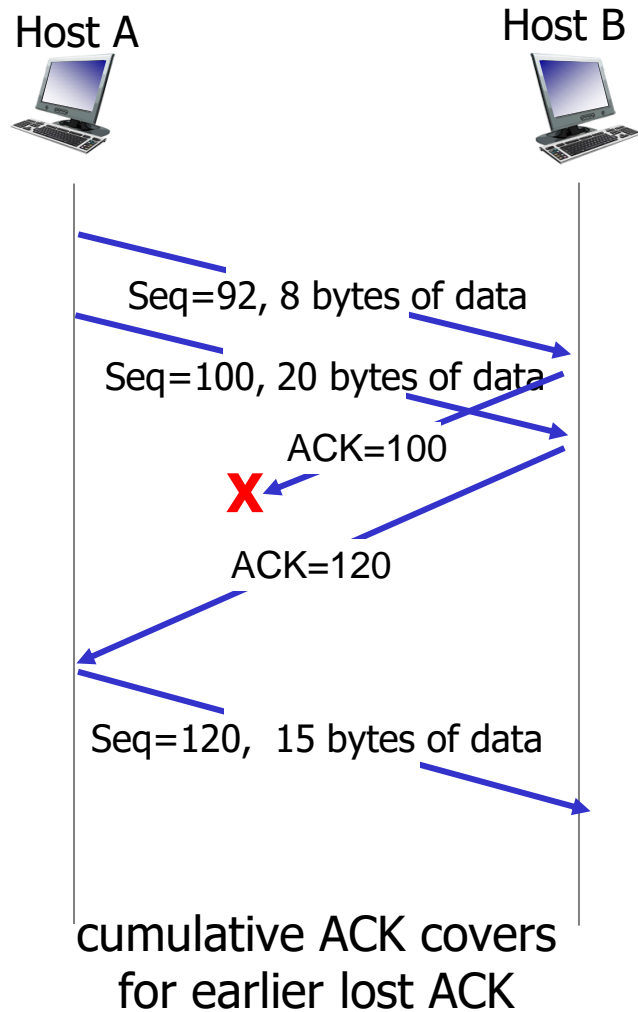 Host A
Host B
Seq=92, 8 bytes of data
Seq=100, 20 bytes of data
ACK=100
X
ACK=120
Seq=120, 15 bytes of data
cumulative ACK covers
for earlier lost ACK